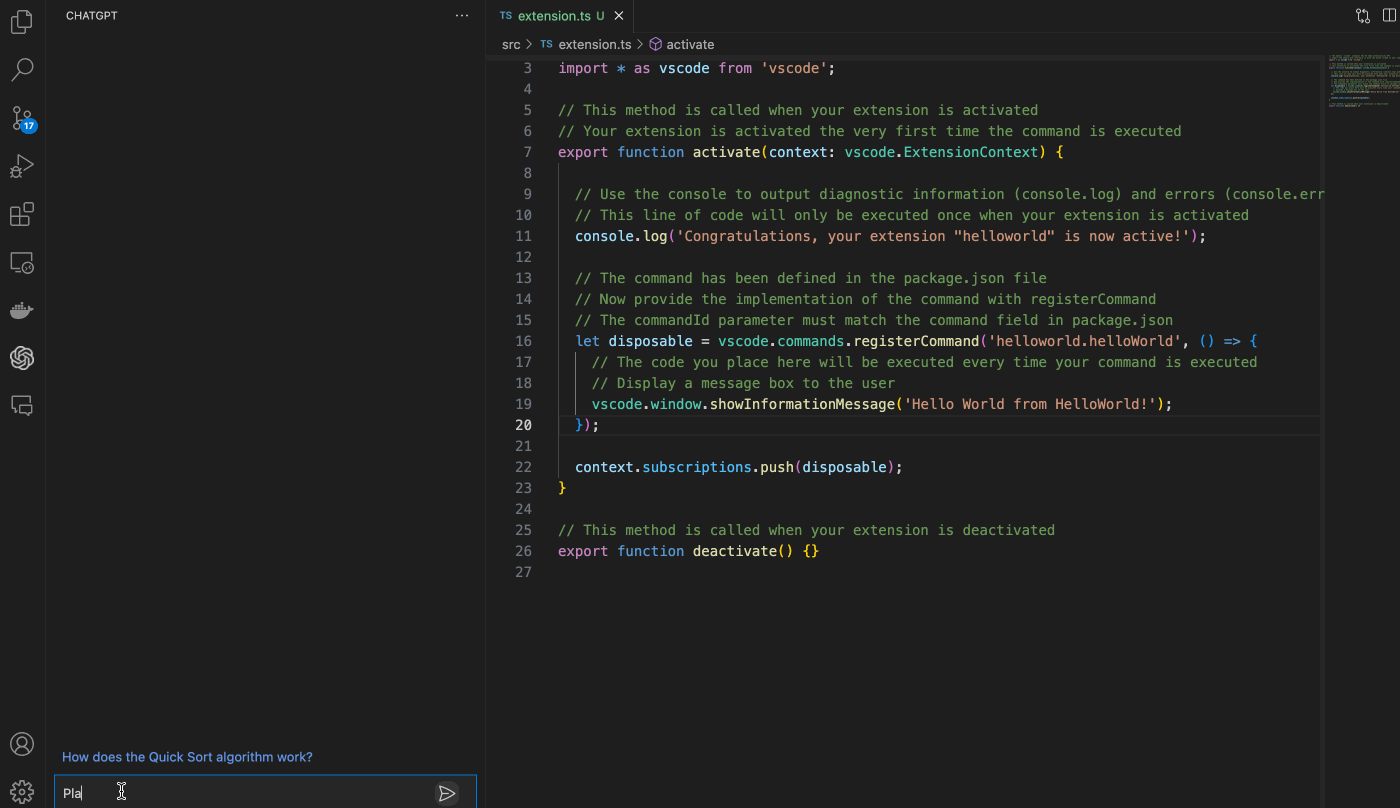 CHATGPT
How does the Quick Sort algorithm work?
Pla
17
TS extension.ts U
src > TS extension.ts > activate
3 import * as vscode from 'vscode';
4
5 // This method is called when your extension is activated
6 // Your extension is activated the very first time the command is executed
7 export function activate(context: vscode.ExtensionContext) {
8
9 // Use the console to output diagnostic information (console.log) and errors (console.err
10 // This line of code will only be executed once when your extension is activated
11 console.log('Congratulations, your extension "helloworld" is now active!');
12
13 // The command has been defined in the package.json file
14 // Now provide the implementation of the command with registerCommand
15 // The commandId parameter must match the command field in package.json
16 let disposable = vscode.commands.registerCommand('helloworld.helloWorld', () => {
17 // The code you place here will be executed every time your command is executed
18 // Display a message box to the user
19 vscode.window.showInformationMessage('Hello World from HelloWorld!');
20 });
21
22 context.subscriptions.push(disposable);
23 }
24
25 // This method is called when your extension is deactivated
26 export function deactivate() {}
27